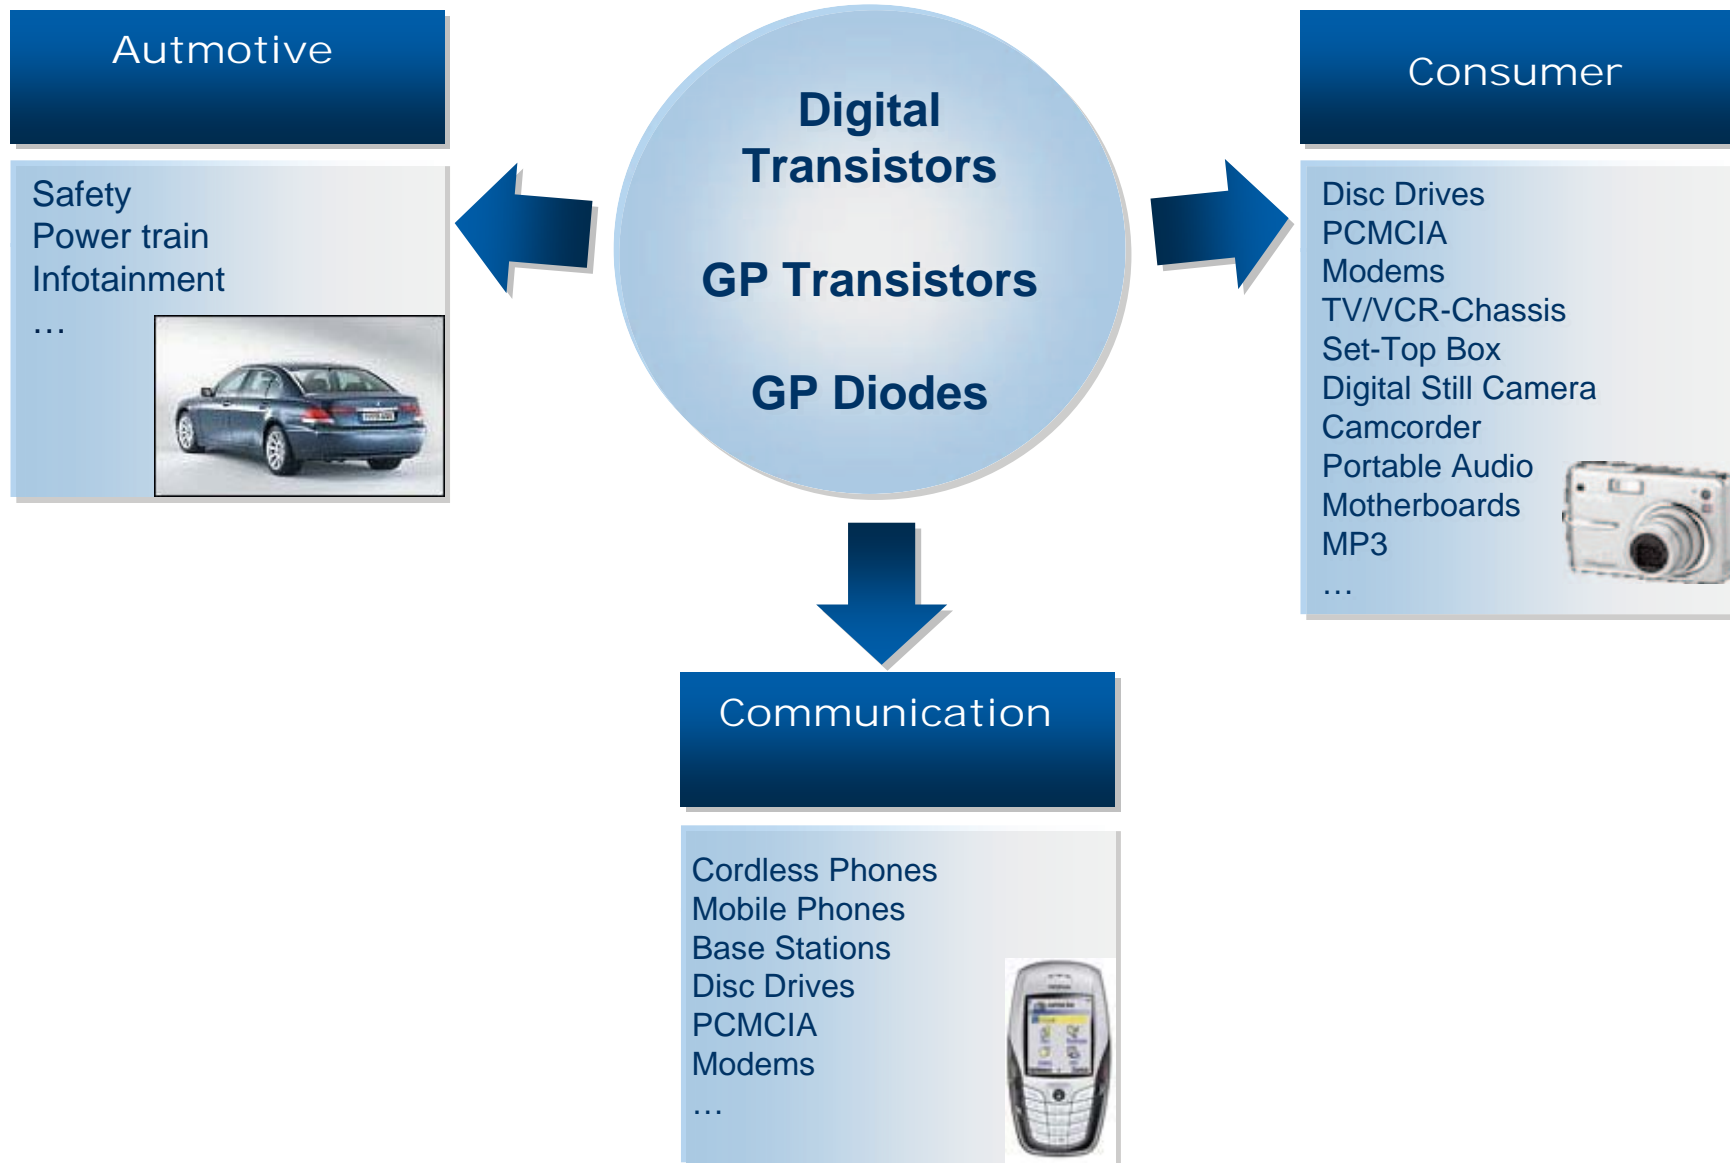 Autmotive
Safety
Power train
Infotainment
…
Digital
Transistors
GP Transistors
GP Diodes
Consumer
Disc Drives
PCMCIA
Modems
TV/VCR-Chassis
Set-Top Box
Digital Still Camera
Camcorder
Portable Audio
Motherboards
MP3
…
Communication
Cordless Phones
Mobile Phones
Base Stations
Disc Drives
PCMCIA
Modems
…